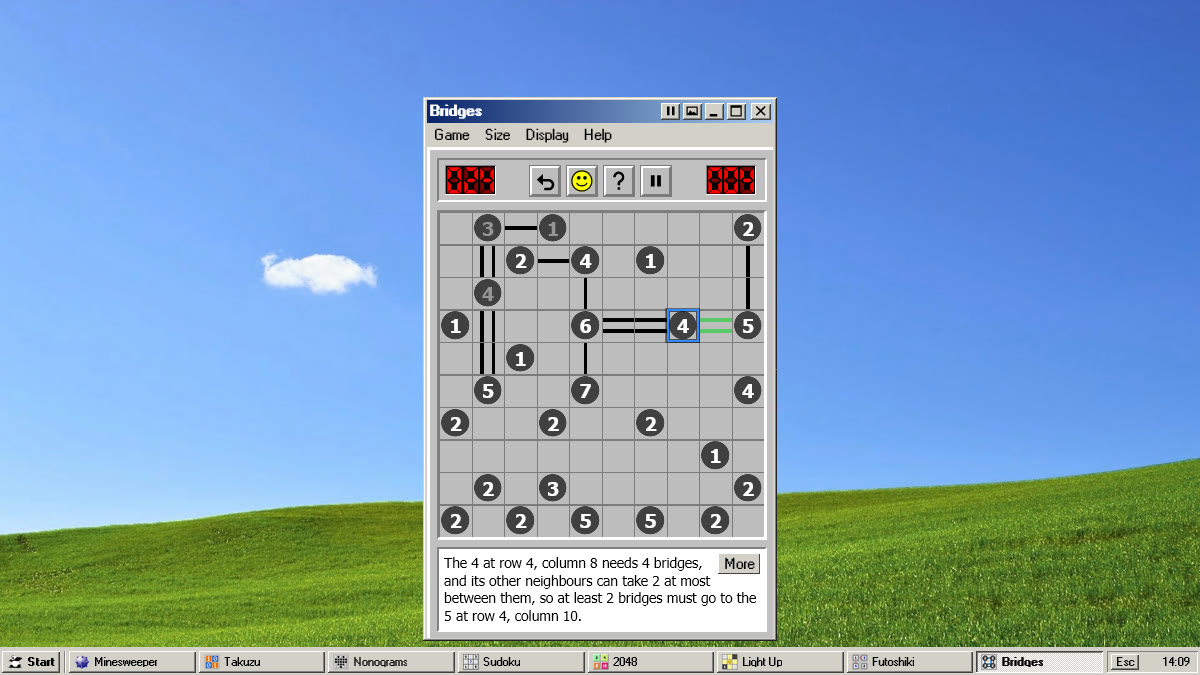 Bridges
Game Size Display Help
?
3 1 2
2 4 1
4
1 6 4 5
1
5 7 4
2 2 2
1
2 3 2
2 2 5 5 2
The 4 at row 4, column 8 needs 4 bridges,
More
and its other neighbours can take 2 at most
between them, so at least 2 bridges must go to the
5 at row 4, column 10.
Start Minesweeper Takuzu Nonograms Sudoku 2048 Light Up Futoshiki Bridges Esc 14:09